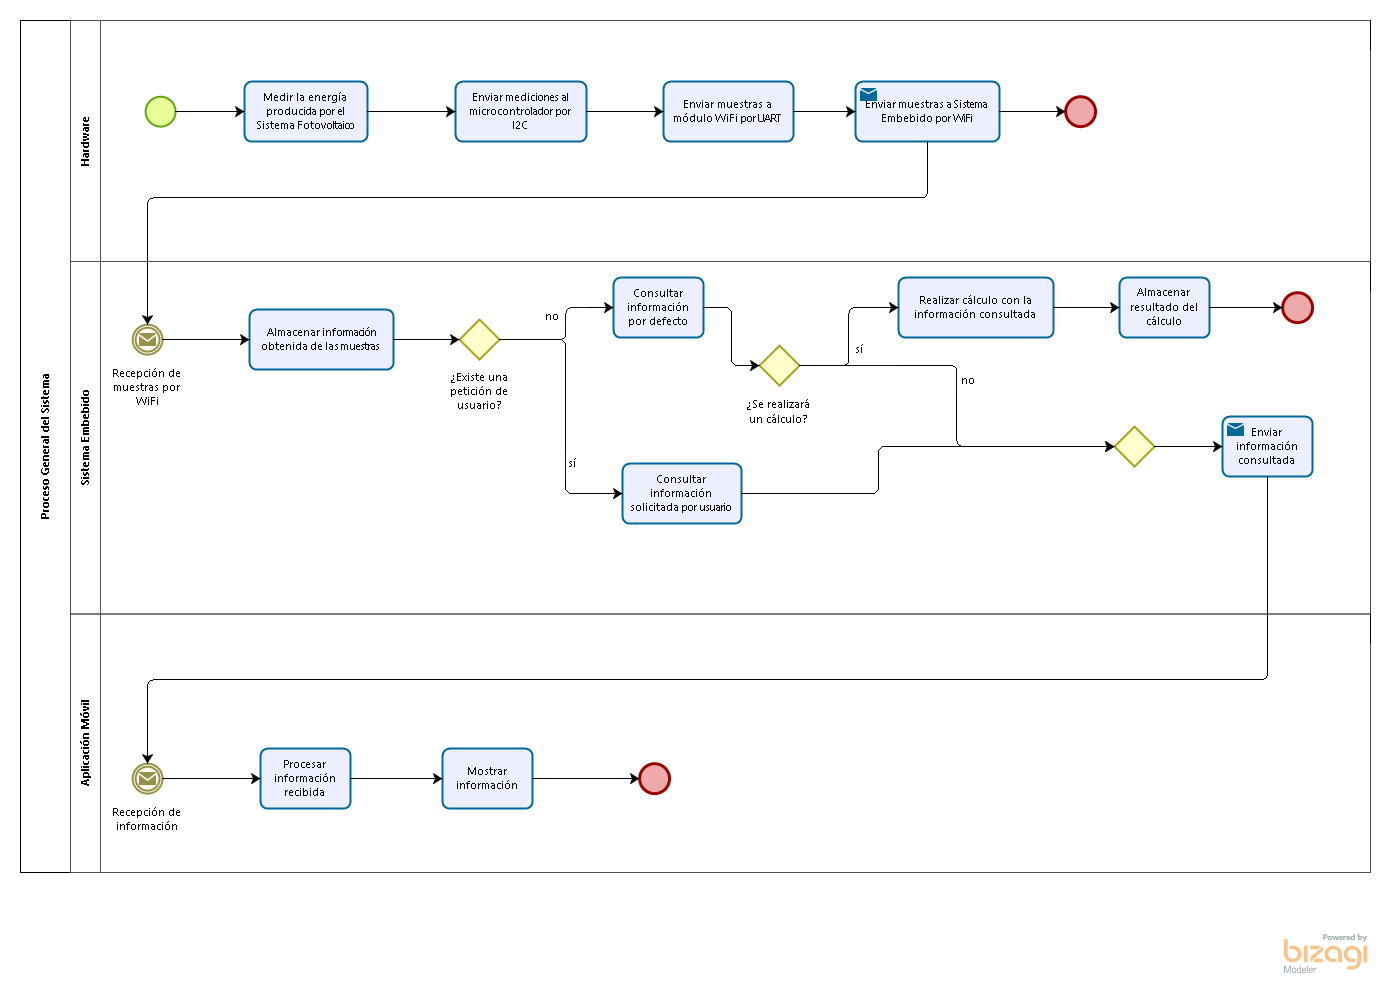 Proceso General del Sistema
Hardware
Medir la energía
producida por el
Sistema Fotovoltaico
Enviar mediciones al
microcontrolador por
I2C
Enviar muestras a
módulo WiFi por UART
Enviar muestras a Sistema
Embebido por WiFi
Sistema Embebido
Recepción de
muestras por
WiFi
Almacenar información
obtenida de las muestras
¿Existe una
petición de
usuario?
no
sí
Consultar
información
por defecto
Consultar
información
solicitada por usuario
¿Se realizará
un cálculo?
sí
no
Realizar cálculo con la
información consultada
Almacenar
resultado del
cálculo
Enviar
información
consultada
Aplicación Móvil
Recepción de
información
Procesar
información
recibida
Mostrar
información
Powered by
bizagi
Modeler